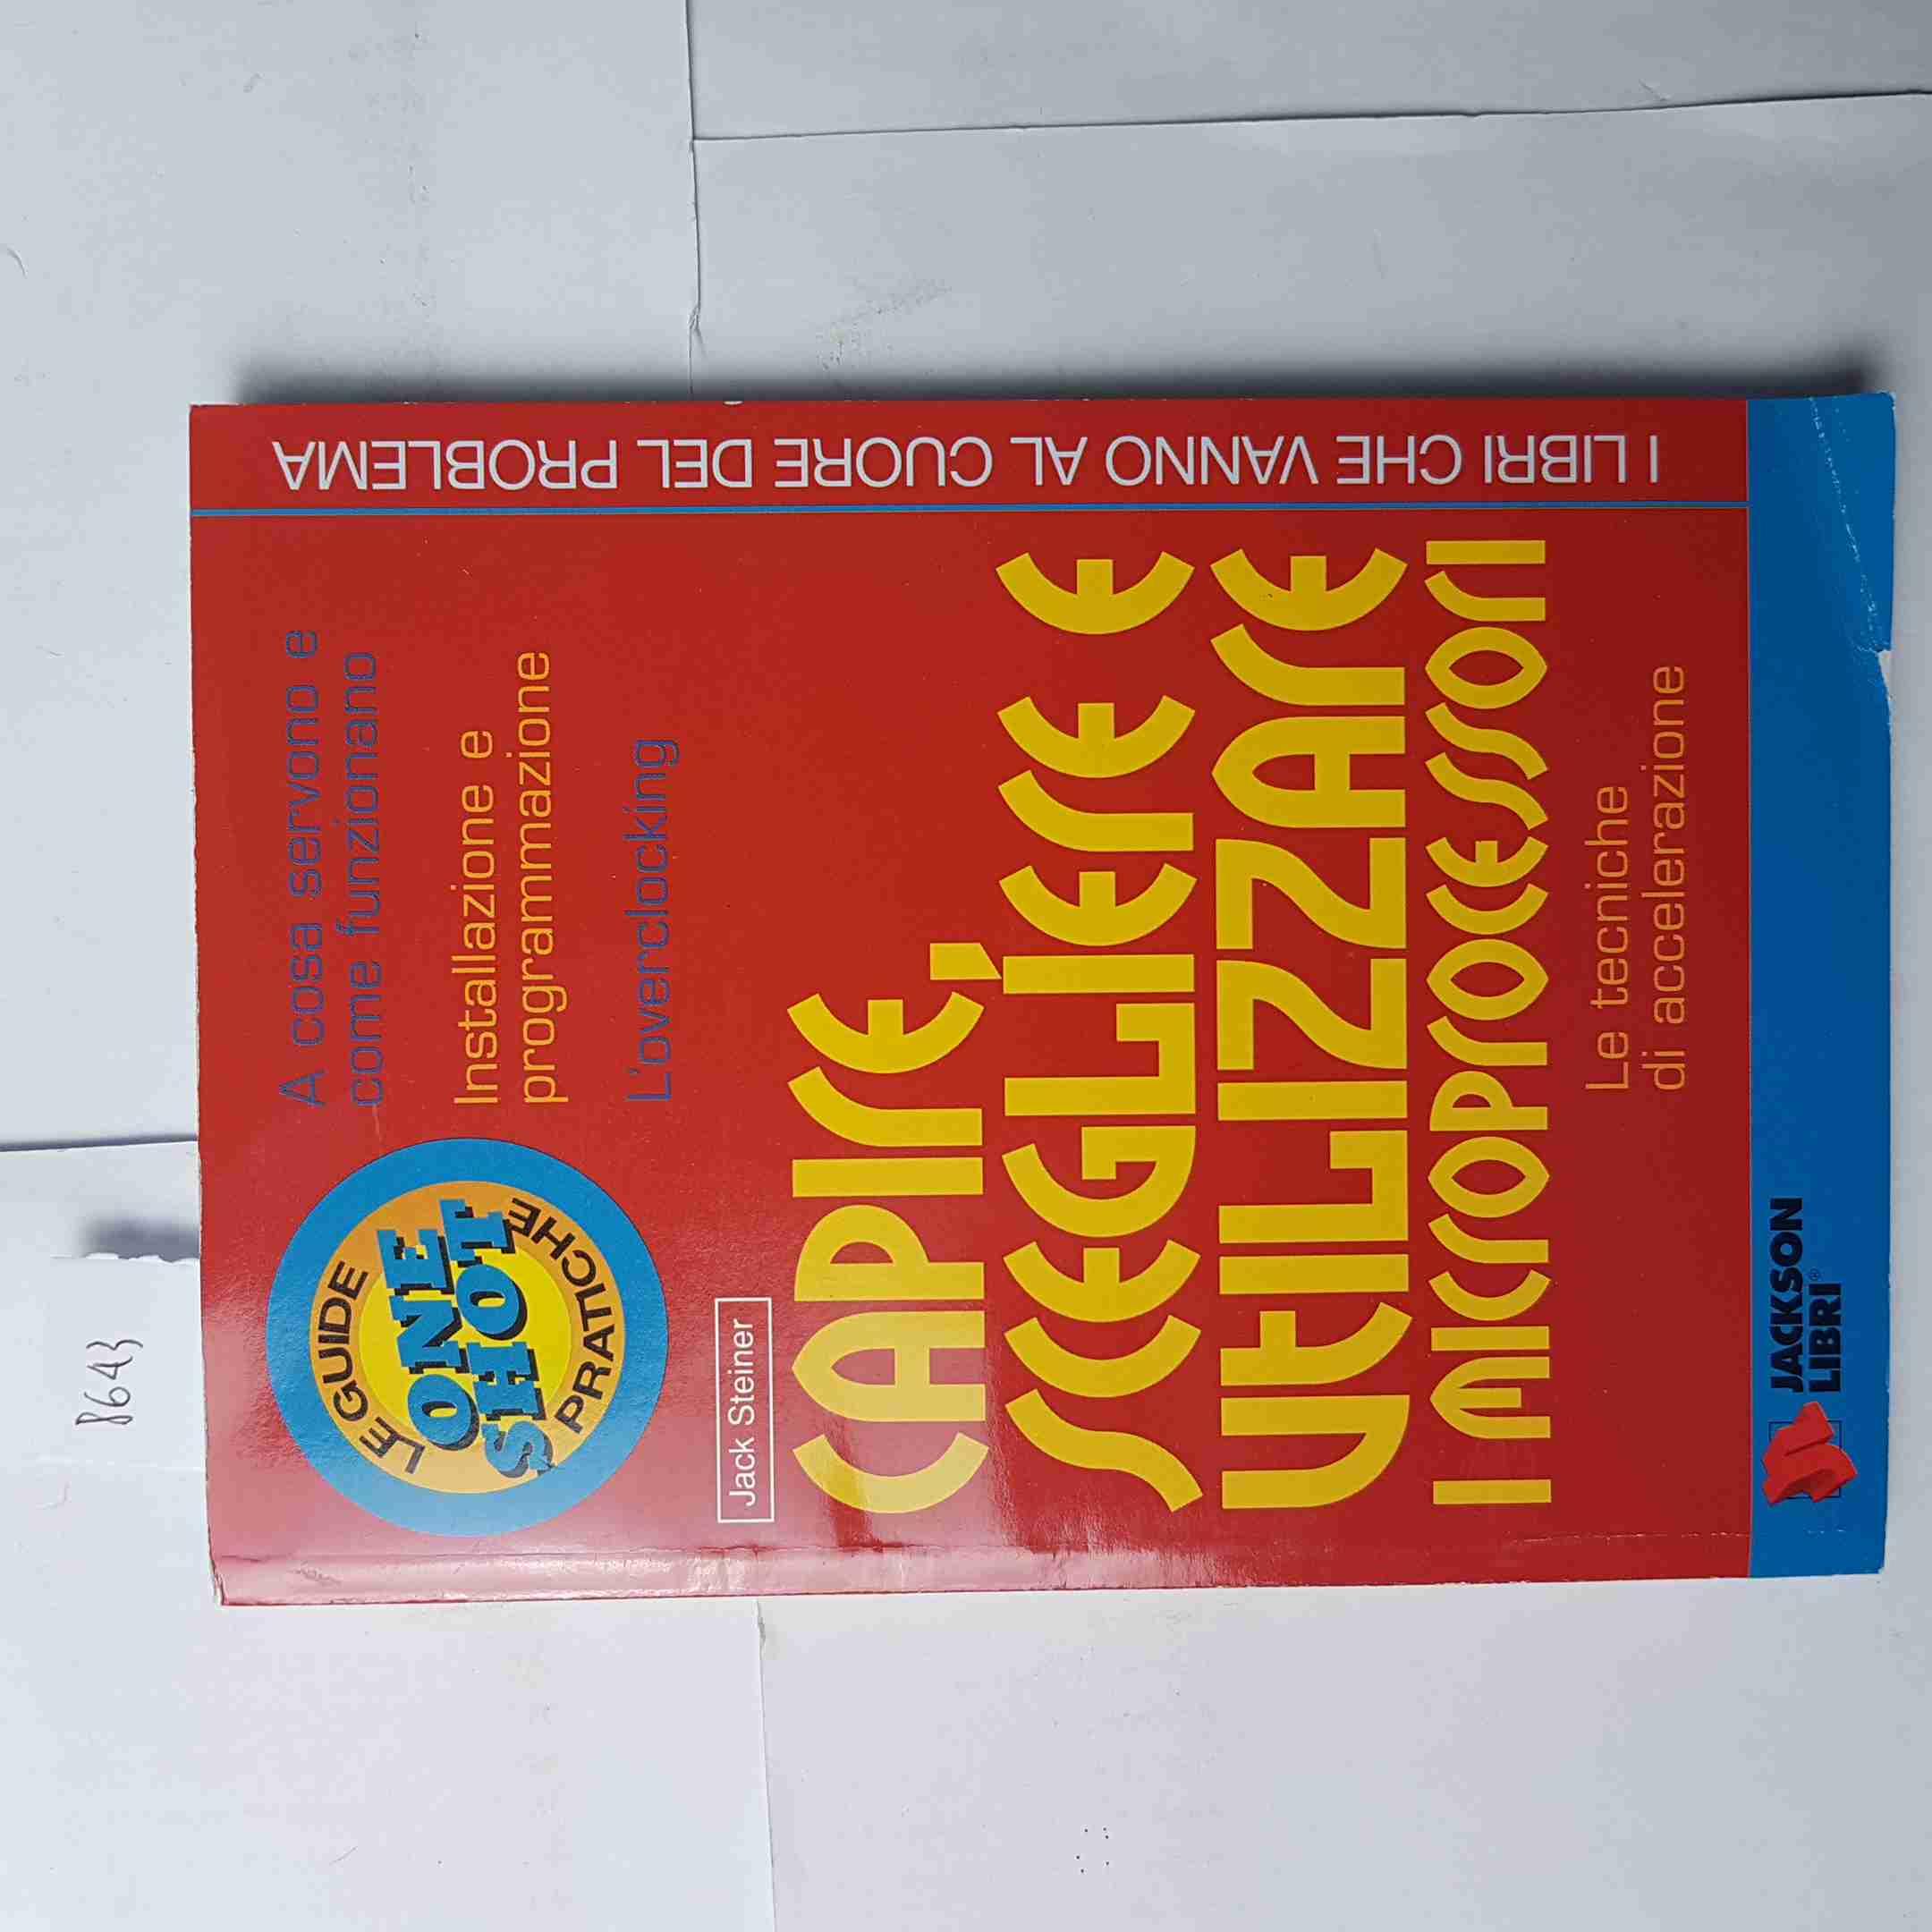 LE GUIDE
ONE
SHOT
PRATICHE
A cosa servono e
come funzionano
Installazione e
programmazione
L'overclocking
Jack Steiner
CAPIRE,
SCEGLIERE E
UTILIZZARE
I MICROPROCESSORI
Le tecniche
di accelerazione
JACKSON
LIBRI®
I LIBRI CHE VANNO AL CUORE DEL PROBLEMA
8643